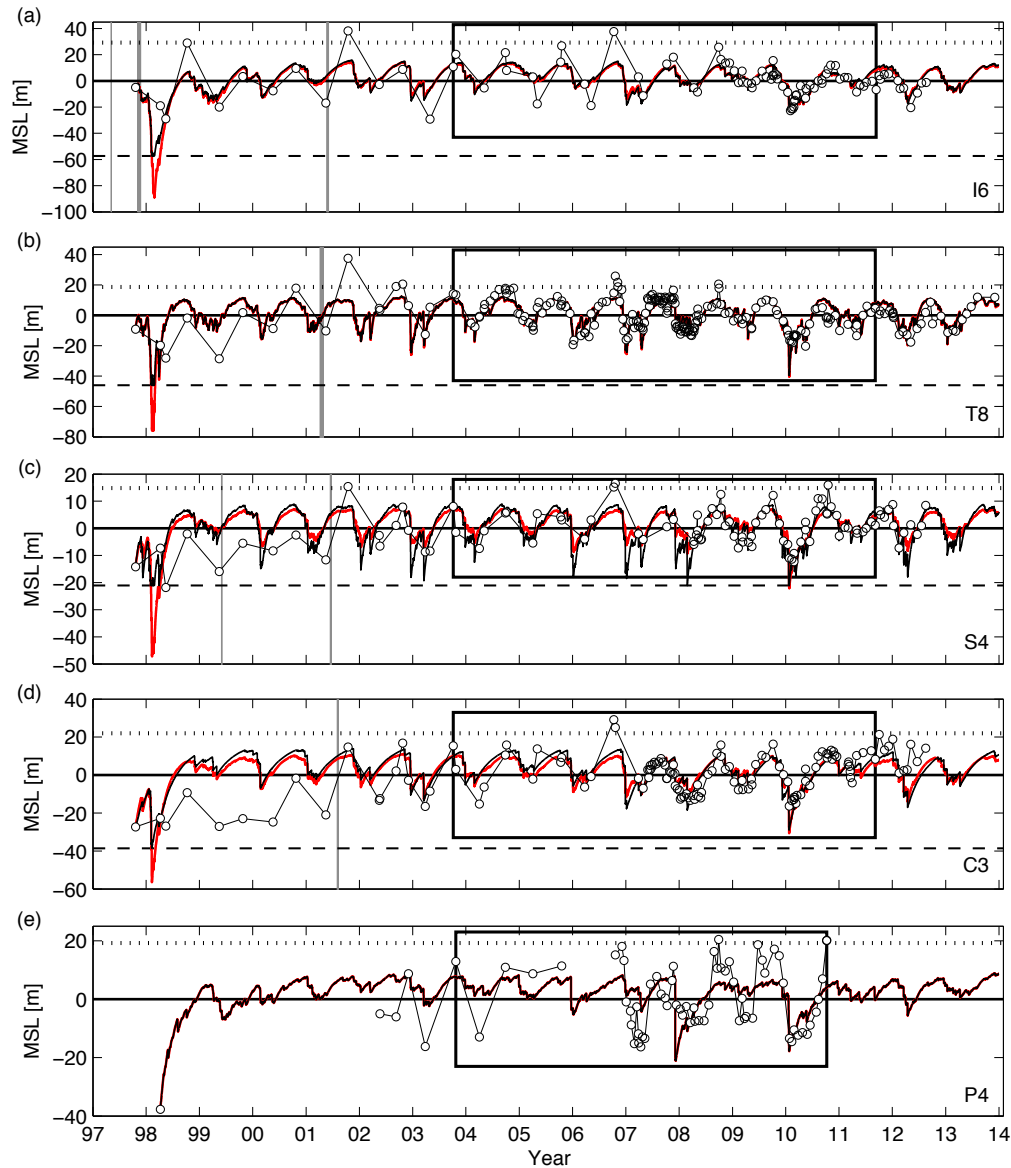 (a)
40
20
0
−20
−40
−60
−80
−100
MSL [m]
I6
(b)
40
20
0
−20
−40
−60
−80
MSL [m]
T8
(c)
20
10
0
−10
−20
−30
−40
−50
MSL [m]
S4
(d)
40
20
0
−20
−40
−60
MSL [m]
C3
(e)
20
0
−20
−40
MSL [m]
P4
97 98 99 00 01 02 03 04 05 06 07 08 09 10 11 12 13 14
Year